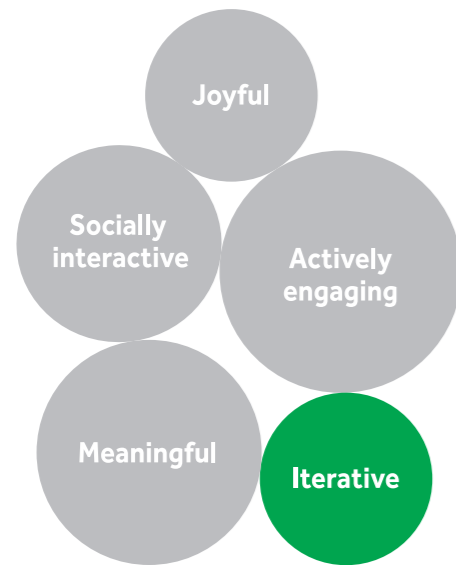 Joyful
Socially
interactive
Actively
engaging
Meaningful
Iterative